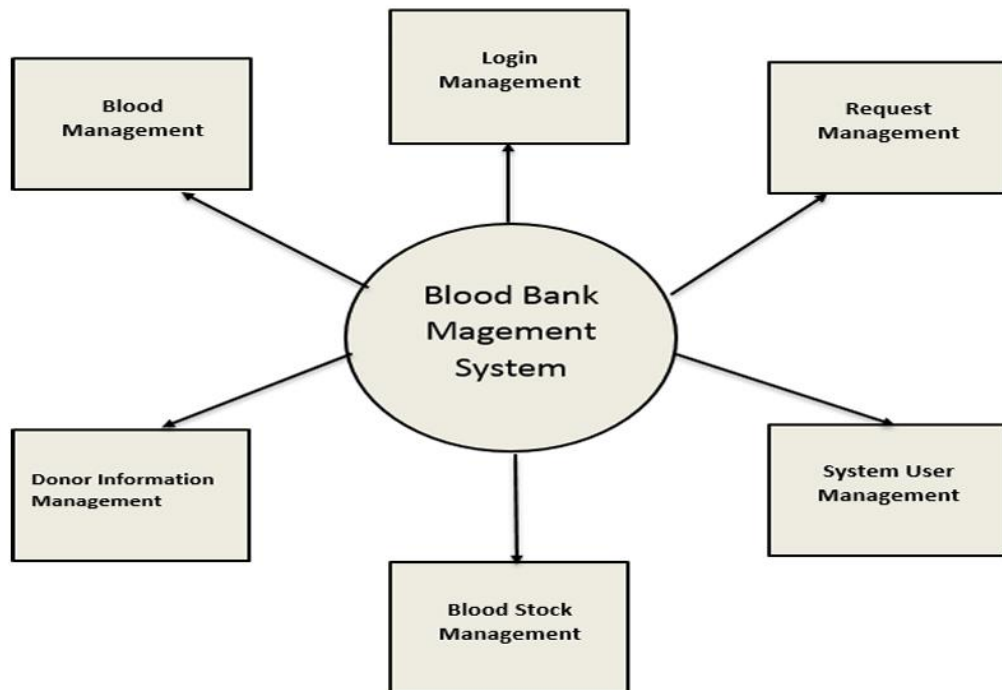 Login
Management
Blood
Management
Request
Management
Blood Bank
Magement
System
Donor Information
Management
System User
Management
Blood Stock
Management